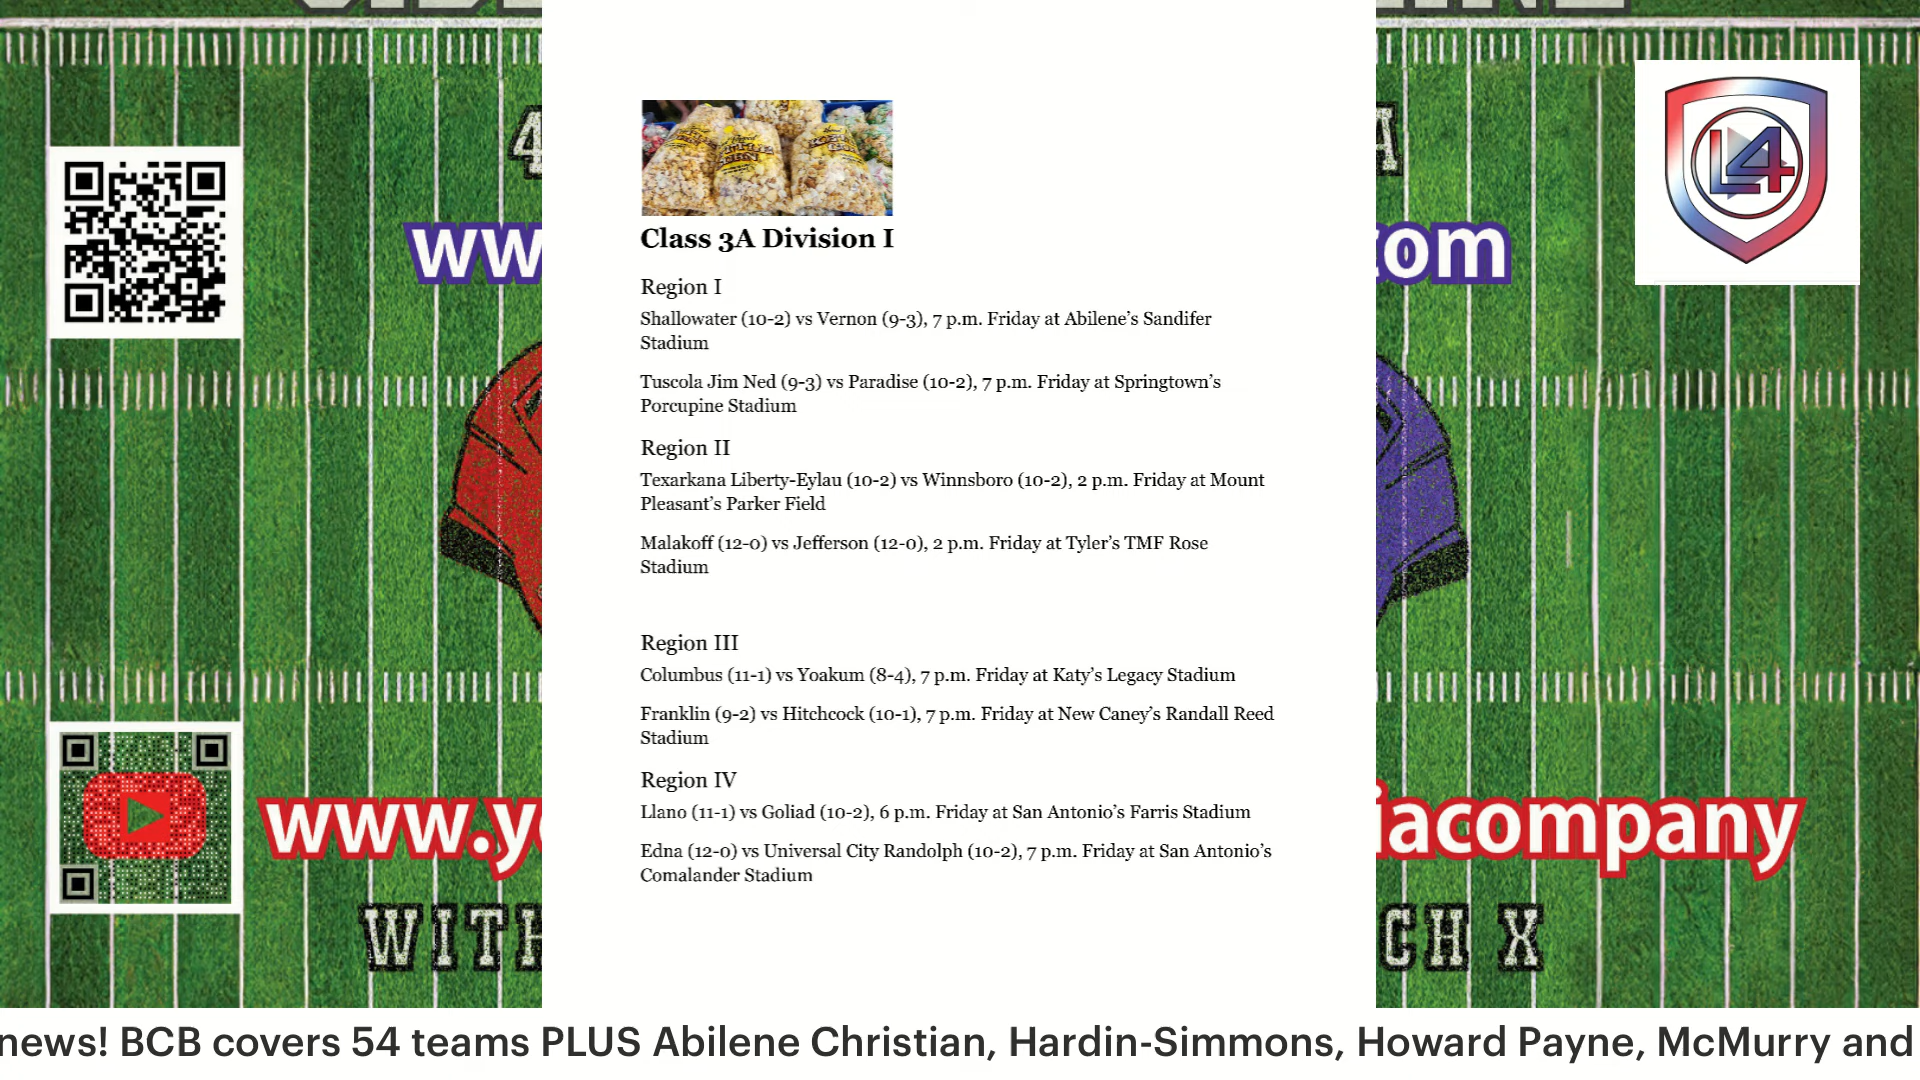 Class 3A Division I
Region I
Shallowater (10-2) vs Vernon (9-3), 7 p.m. Friday at Abilene’s Sandifer
Stadium
Tuscola Jim Ned (9-3) vs Paradise (10-2), 7 p.m. Friday at Springtown’s
Porcupine Stadium
Region II
Texarkana Liberty-Eylau (10-2) vs Winnsboro (10-2), 2 p.m. Friday at Mount
Pleasant’s Parker Field
Malakoff (12-0) vs Jefferson (12-0), 2 p.m. Friday at Tyler’s TMF Rose
Stadium
Region III
Columbus (11-1) vs Yoakum (8-4), 7 p.m. Friday at Katy’s Legacy Stadium
Franklin (9-2) vs Hitchcock (10-1), 7 p.m. Friday at New Caney’s Randall Reed
Stadium
Region IV
Llano (11-1) vs Goliad (10-2), 6 p.m. Friday at San Antonio’s Farris Stadium
Edna (12-0) vs Universal City Randolph (10-2), 7 p.m. Friday at San Antonio’s
Comalander Stadium
L4
4 A
ww om
www.y iacompany
WITH CH X
news! BCB covers 54 teams PLUS Abilene Christian, Hardin-Simmons, Howard Payne, McMurry and